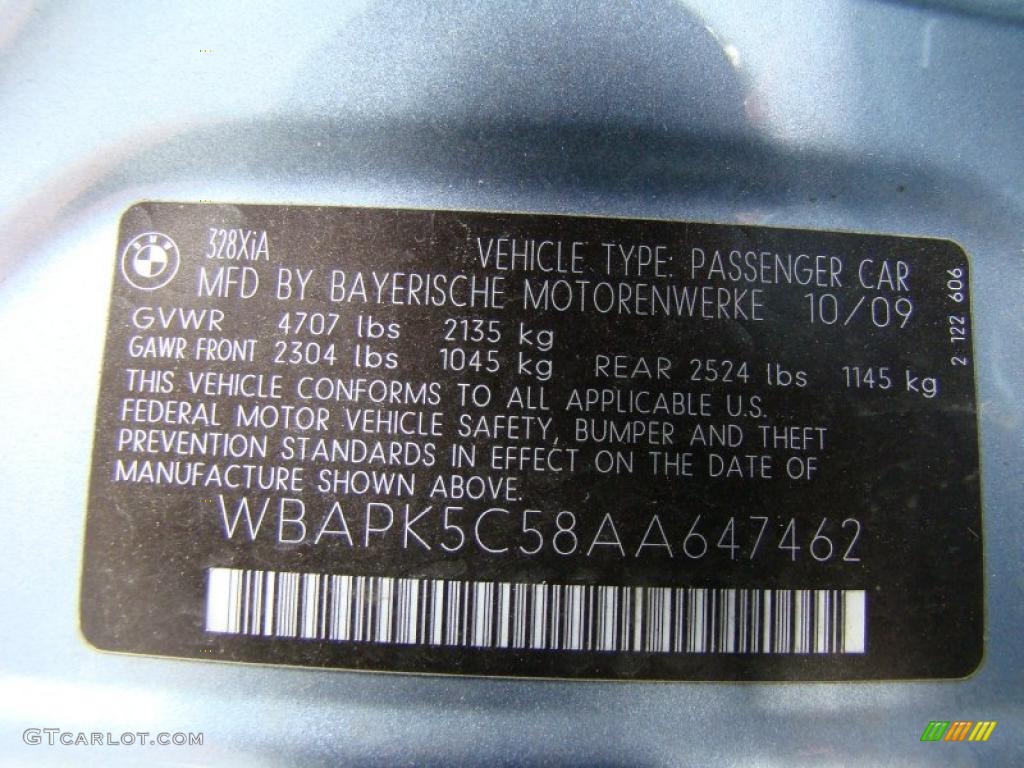 BMW
328XiA
VEHICLE TYPE: PASSENGER CAR
MFD BY BAYERISCHE MOTORENWERKE 10/09
GVWR 4707 lbs 2135 kg
GAWR FRONT 2304 lbs 1045 kg REAR 2524 lbs 1145 kg
THIS VEHICLE CONFORMS TO ALL APPLICABLE U.S.
FEDERAL MOTOR VEHICLE SAFETY, BUMPER AND THEFT
PREVENTION STANDARDS IN EFFECT ON THE DATE OF
MANUFACTURE SHOWN ABOVE.
WBAPK5C58AA647462
2 122 606
GTCARLOT.COM